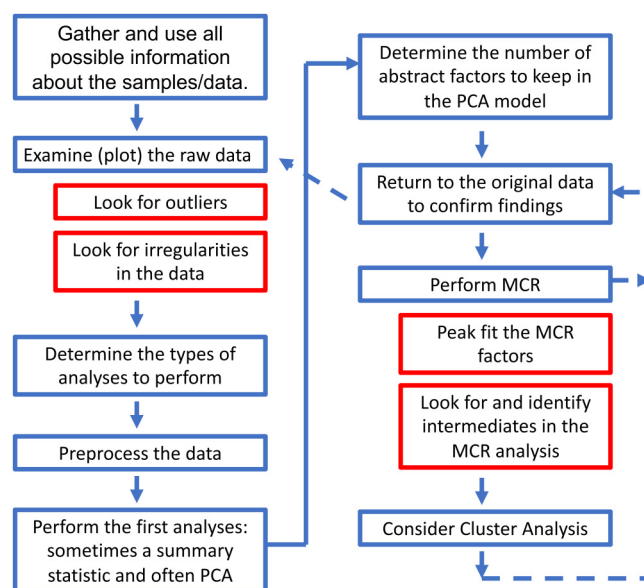 Gather and use all
possible information
about the samples/data.
Examine (plot) the raw data
Look for outliers
Look for irregularities
in the data
Determine the types of
analyses to perform
Preprocess the data
Perform the first analyses:
sometimes a summary
statistic and often PCA
Determine the number of
abstract factors to keep in
the PCA model
Return to the original data
to confirm findings
Perform MCR
Peak fit the MCR
factors
Look for and identify
intermediates in the
MCR analysis
Consider Cluster Analysis